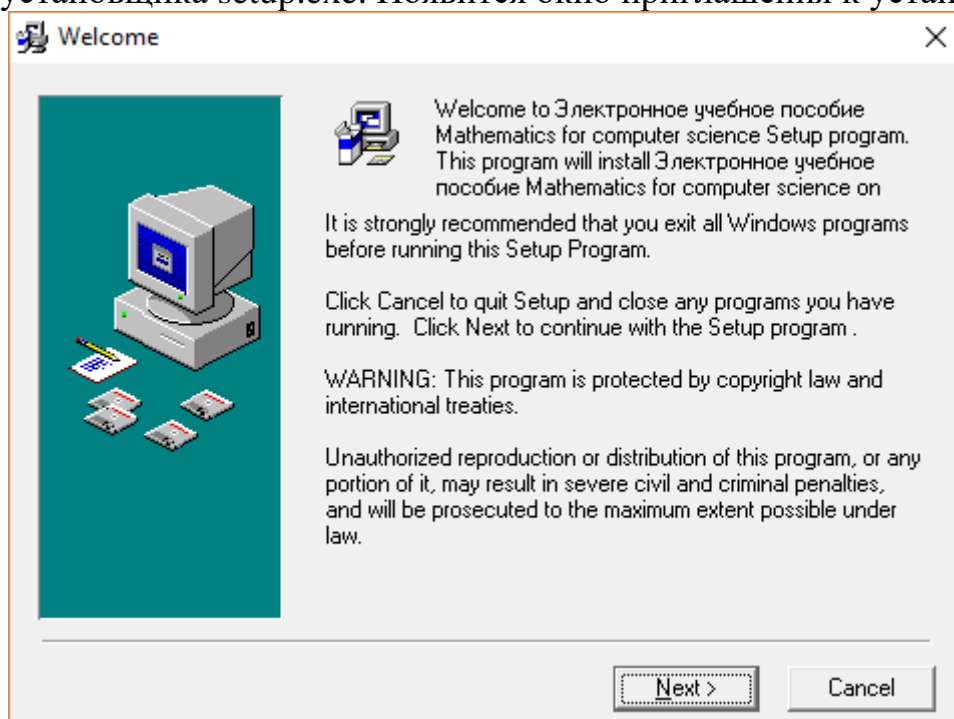 установщика setup.exe. Появится окно приглашения к устан
Welcome
Welcome to Электронное учебное пособие
Mathematics for computer science Setup program.
This program will install Электронное учебное
пособие Mathematics for computer science on
It is strongly recommended that you exit all Windows programs
before running this Setup Program.
Click Cancel to quit Setup and close any programs you have
running. Click Next to continue with the Setup program .
WARNING: This program is protected by copyright law and
international treaties.
Unauthorized reproduction or distribution of this program, or any
portion of it, may result in severe civil and criminal penalties,
and will be prosecuted to the maximum extent possible under
law.
Next >
Cancel